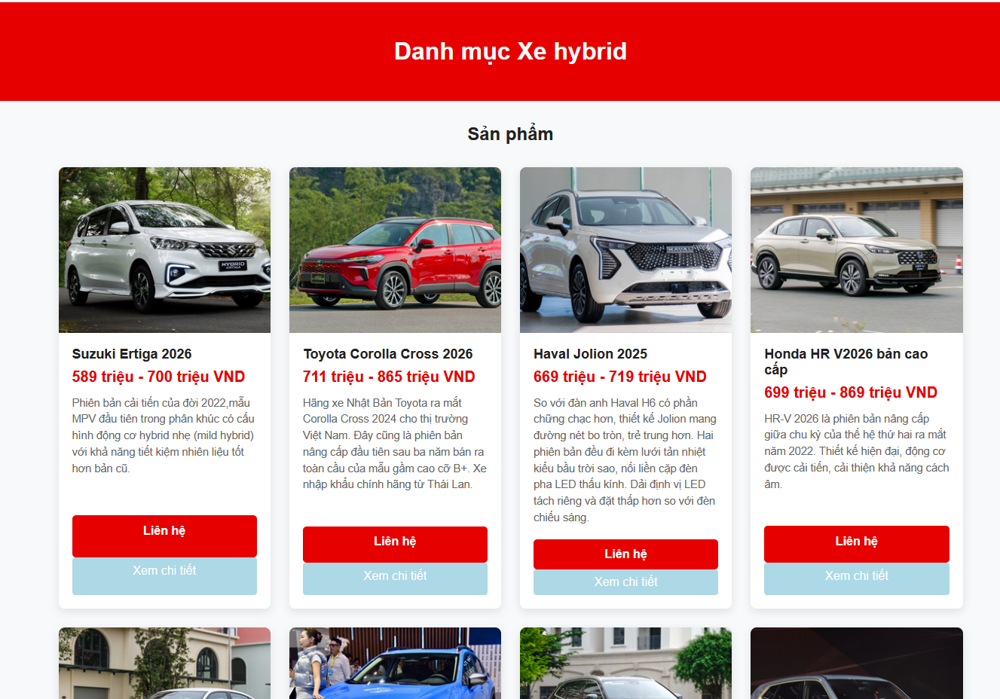 Danh mục Xe hybrid
Sản phẩm
HYBRID
ERTIGA
HAVAL
Suzuki Ertiga 2026
589 triệu - 700 triệu VND
Phiên bản cải tiến của đời 2022,mẫu
MPV đầu tiên trong phân khúc có cấu
hình động cơ hybrid nhẹ (mild hybrid)
với khả năng tiết kiệm nhiên liệu tốt
hơn bản cũ.
Liên hệ
Xem chi tiết
Toyota Corolla Cross 2026
711 triệu - 865 triệu VND
Hãng xe Nhật Bản Toyota ra mắt
Corolla Cross 2024 cho thị trường
Việt Nam. Đây cũng là phiên bản
nâng cấp đầu tiên sau ba năm bán ra
toàn cầu của mẫu gầm cao cỡ B+. Xe
nhập khẩu chính hãng từ Thái Lan.
Liên hệ
Xem chi tiết
Haval Jolion 2025
669 triệu - 719 triệu VND
So với đàn anh Haval H6 có phần
chững chạc hơn, thiết kế Jolion mang
đường nét bo tròn, trẻ trung hơn. Hai
phiên bản đều đi kèm lưới tản nhiệt
kiểu bầu trời sao, nối liền cặp đèn
pha LED thấu kính. Dải định vị LED
tách riêng và đặt thấp hơn so với đèn
chiếu sáng.
Liên hệ
Xem chi tiết
Honda HR V2026 bản cao
cấp
699 triệu - 869 triệu VND
HR-V 2026 là phiên bản nâng cấp
giữa chu kỳ của thế hệ thứ hai ra mắt
năm 2022. Thiết kế hiện đại, động cơ
được cải tiến, cải thiện khả năng cách
âm.
Liên hệ
Xem chi tiết